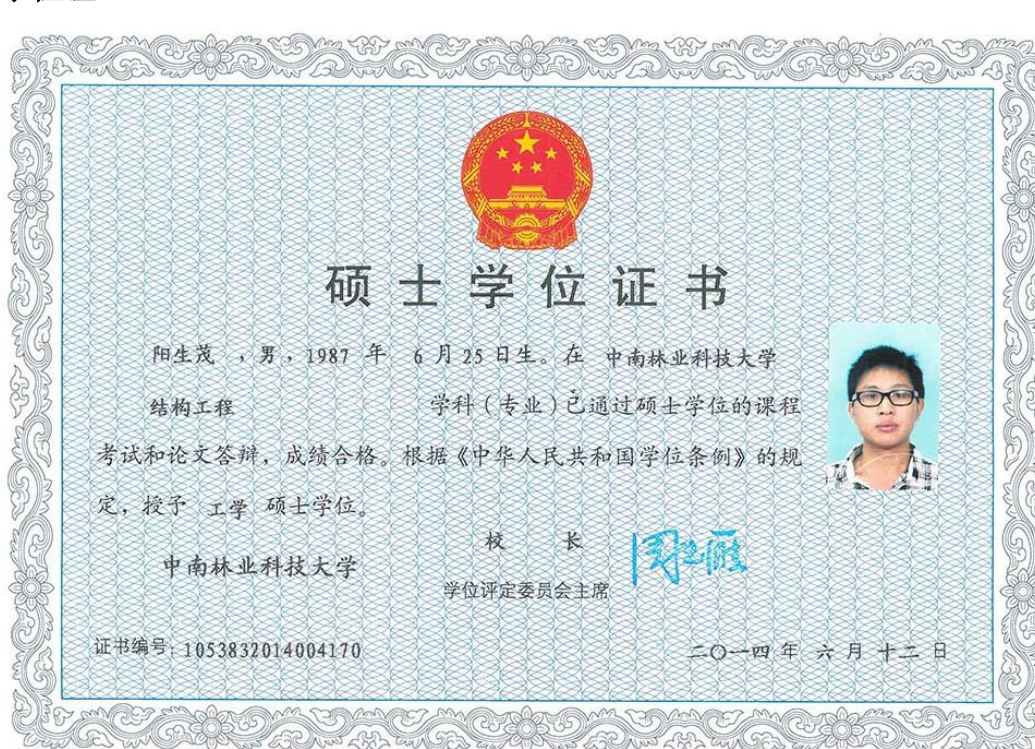 硕士学位证书
阳生茂 ，男，1987 年 6 月 25 日生。在 中南林业科技大学
结构工程 学科（专业）已通过硕士学位的课程
考试和论文答辩，成绩合格。根据《中华人民共和国学位条例》的规
定，授予 工学 硕士学位。
校 长
中南林业科技大学
学位评定委员会主席
证书编号：1053832014004170
二〇一四 年 六 月 十二 日